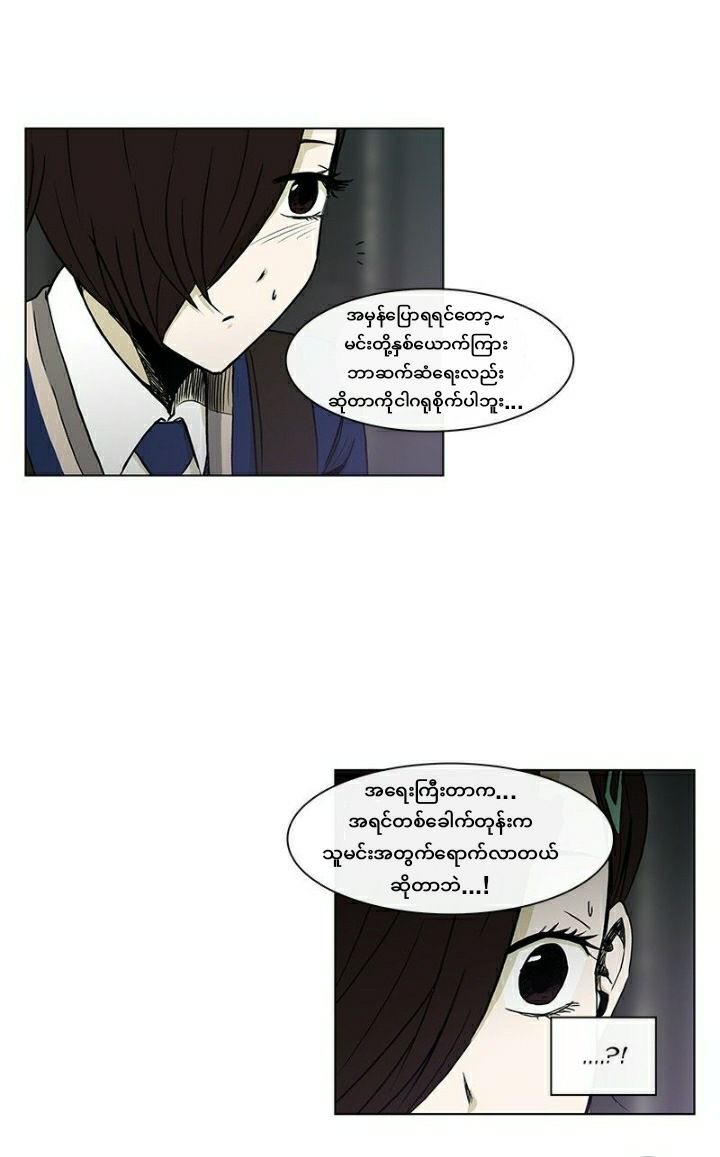 အမှန်ပြောရရင်တော့~
မင်းတို့နှစ်ယောက်ကြား
ဘာဆက်ဆံရေးလည်း
ဆိုတာကိုငါဂရုစိုက်ပါဘူး...
အရေးကြီးတာက...
အရင်တစ်ခေါက်တုန်းက
သူမင်းအတွက်ရောက်လာတယ်
ဆိုတာဘဲ...!
....?!